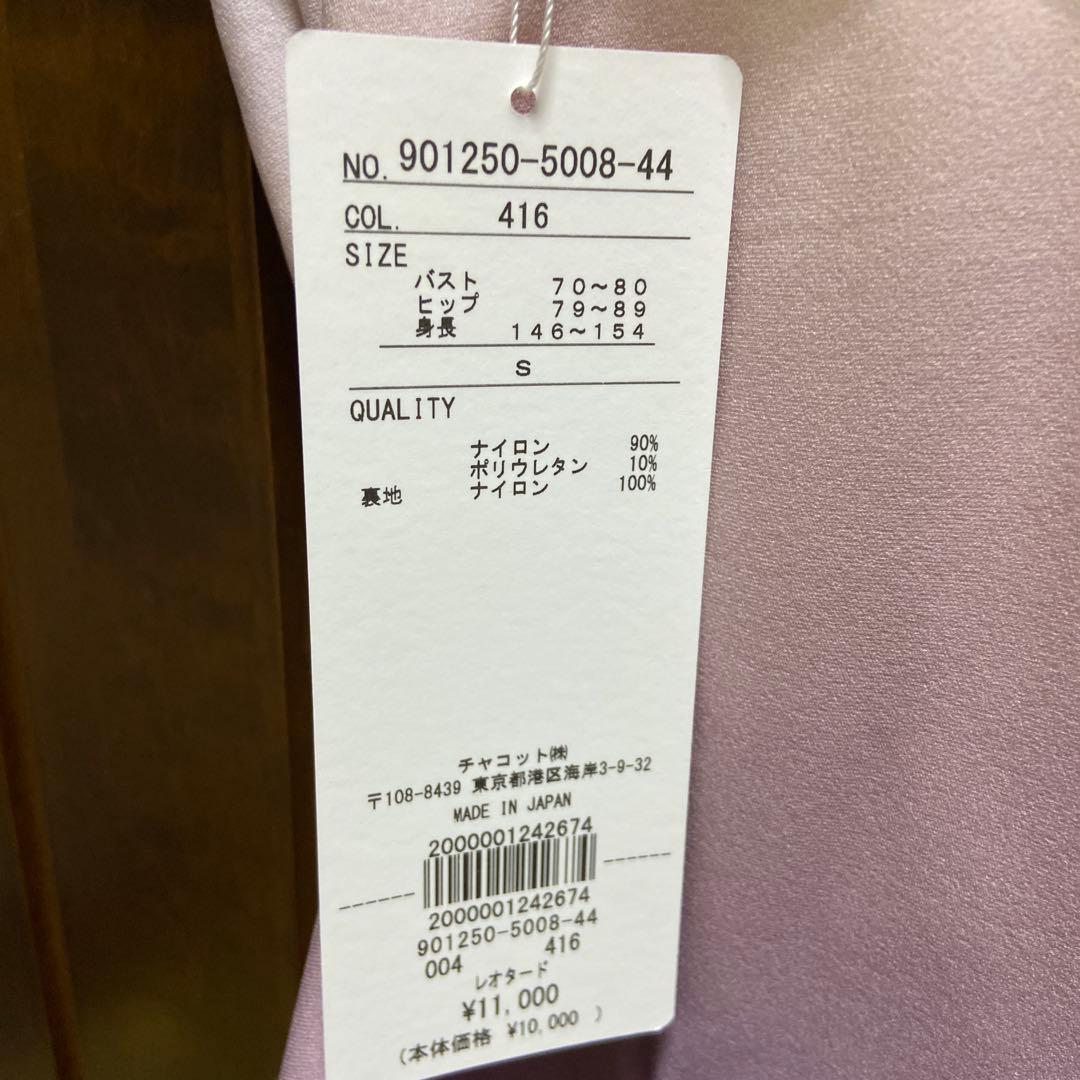 NO. 901250-5008-44
COL. 416
SIZE
バスト 70~80
ヒップ 79~89
身長 146~154
S
QUALITY
ナイロン 90%
ポリウレタン 10%
裏地 ナイロン 100%
チャコット㈱
〒108-8439 東京都港区海岸3-9-32
MADE IN JAPAN
2000001242674
2000001242674
901250-5008-44
004 416
レオタード
¥11,000
(本体価格 ¥10,000 )